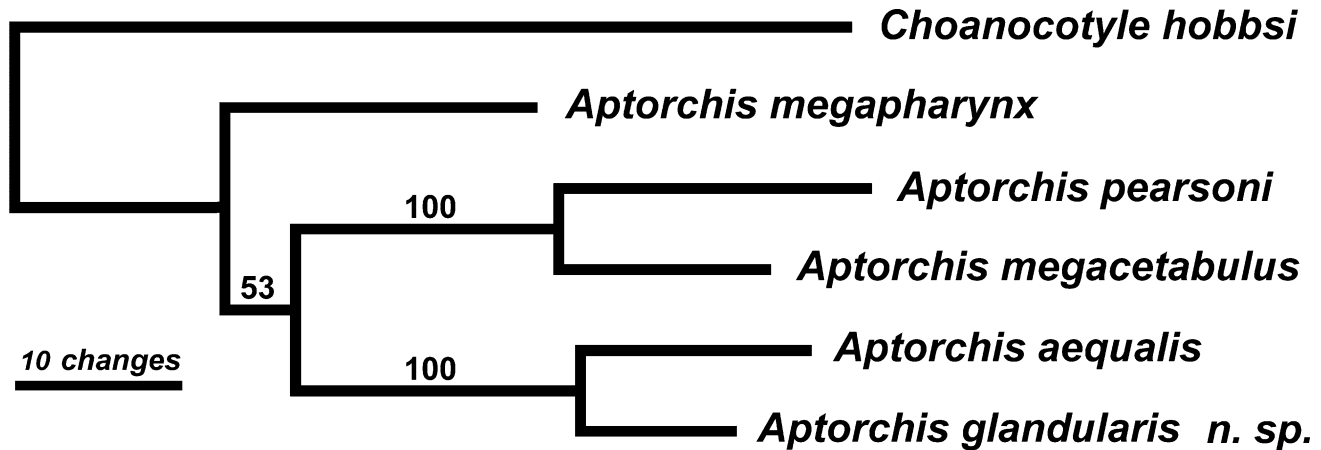 Choanocotyle hobbsi
Aptorchis megapharynx
100
Aptorchis pearsoni
Aptorchis megacetabulus
53
10 changes
100
Aptorchis aequalis
Aptorchis glandularis n. sp.